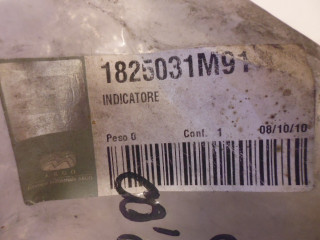 1825031M91
INDICATORE
Peso 0 Conf. 1 08/10/10